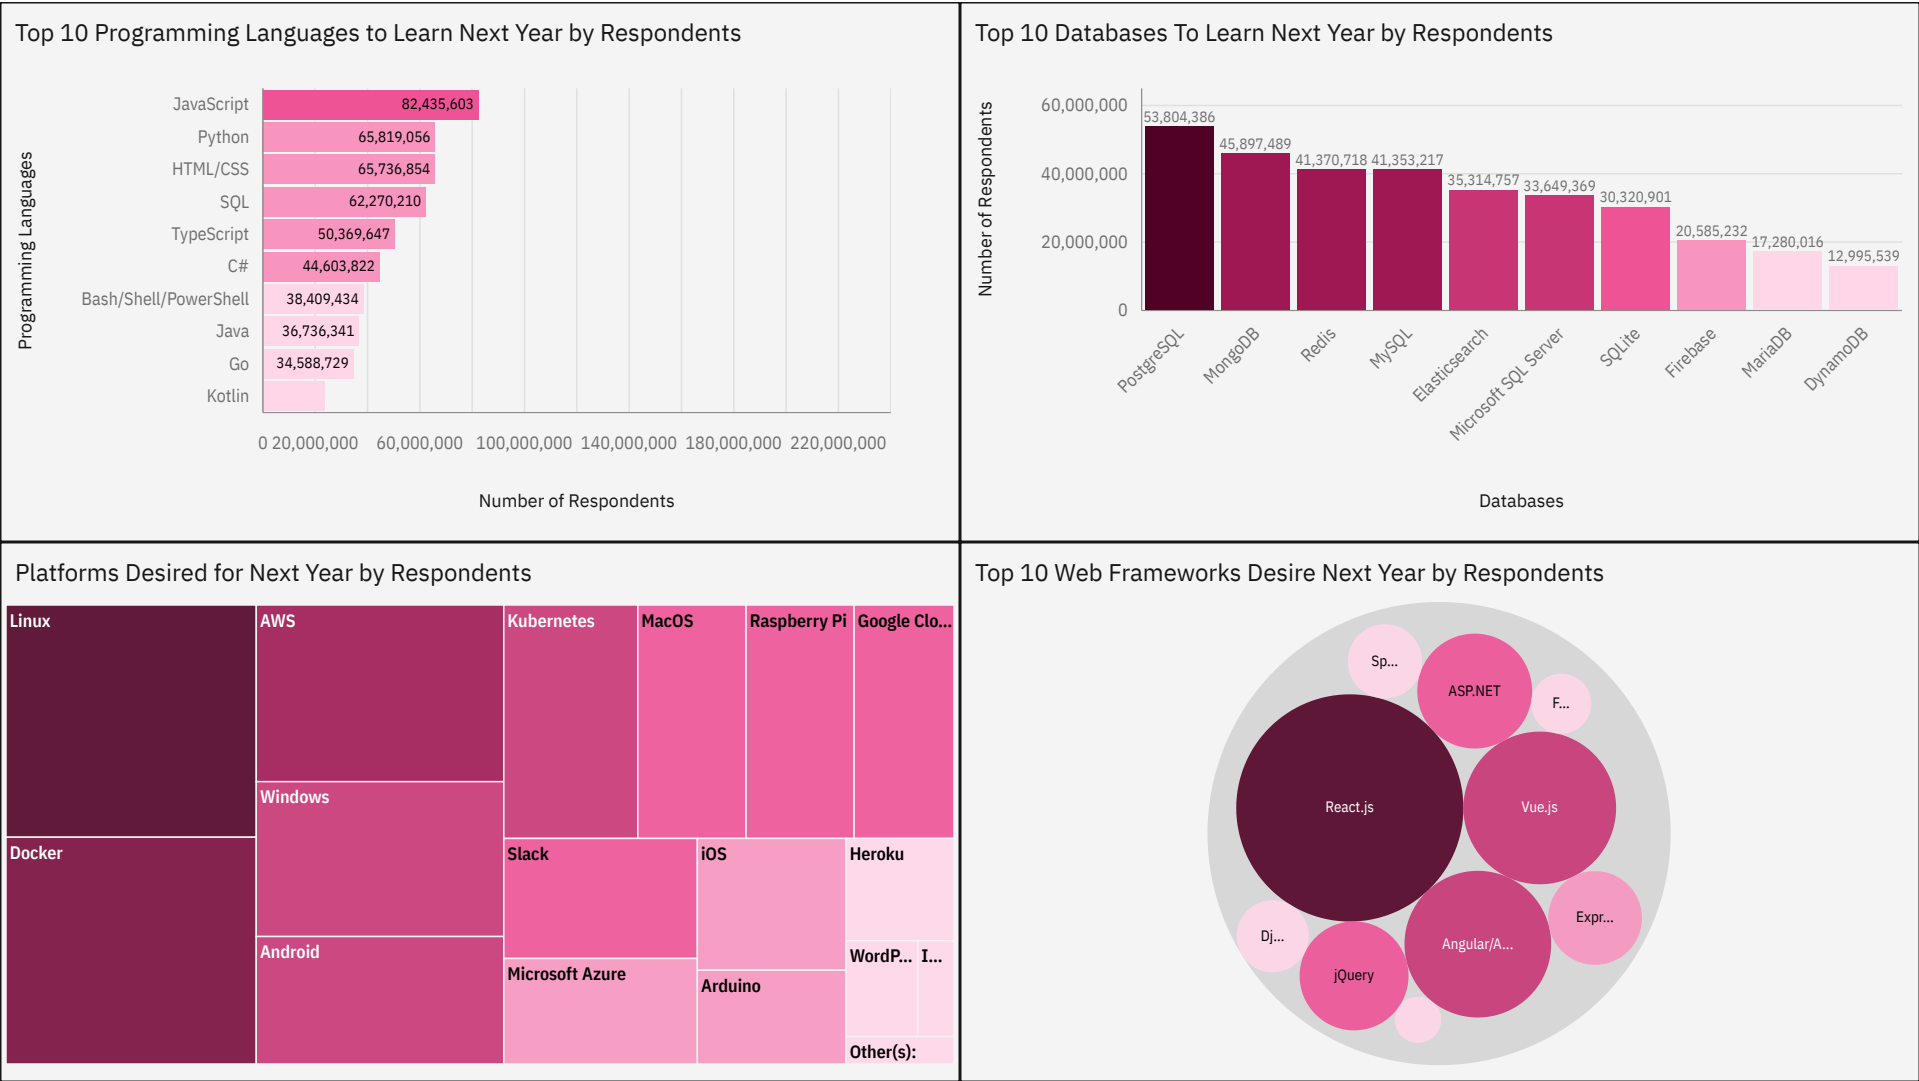 Top 10 Programming Languages to Learn Next Year by Respondents
Programming Languages
JavaScript 82,435,603
Python 65,819,056
HTML/CSS 65,736,854
SQL 62,270,210
TypeScript 50,369,647
C# 44,603,822
Bash/Shell/PowerShell 38,409,434
Java 36,736,341
Go 34,588,729
Kotlin
0 20,000,000 60,000,000 100,000,000 140,000,000 180,000,000 220,000,000
Number of Respondents
Top 10 Databases To Learn Next Year by Respondents
Number of Respondents
60,000,000
40,000,000
20,000,000
0
53,804,386
45,897,489
41,370,718
41,353,217
35,314,757
33,649,369
30,320,901
20,585,232
17,280,016
12,995,539
PostgreSQL
MongoDB
Redis
MySQL
Elasticsearch
Microsoft SQL Server
SQLite
Firebase
MariaDB
DynamoDB
Databases
Platforms Desired for Next Year by Respondents
Linux
AWS
Kubernetes
MacOS
Raspberry Pi
Google Clo...
Windows
Docker
Slack
iOS
Heroku
Android
WordP...
I...
Microsoft Azure
Arduino
Other(s):
Top 10 Web Frameworks Desire Next Year by Respondents
Sp...
ASP.NET
F...
React.js
Vue.js
Expr...
Dj...
Angular/A...
jQuery